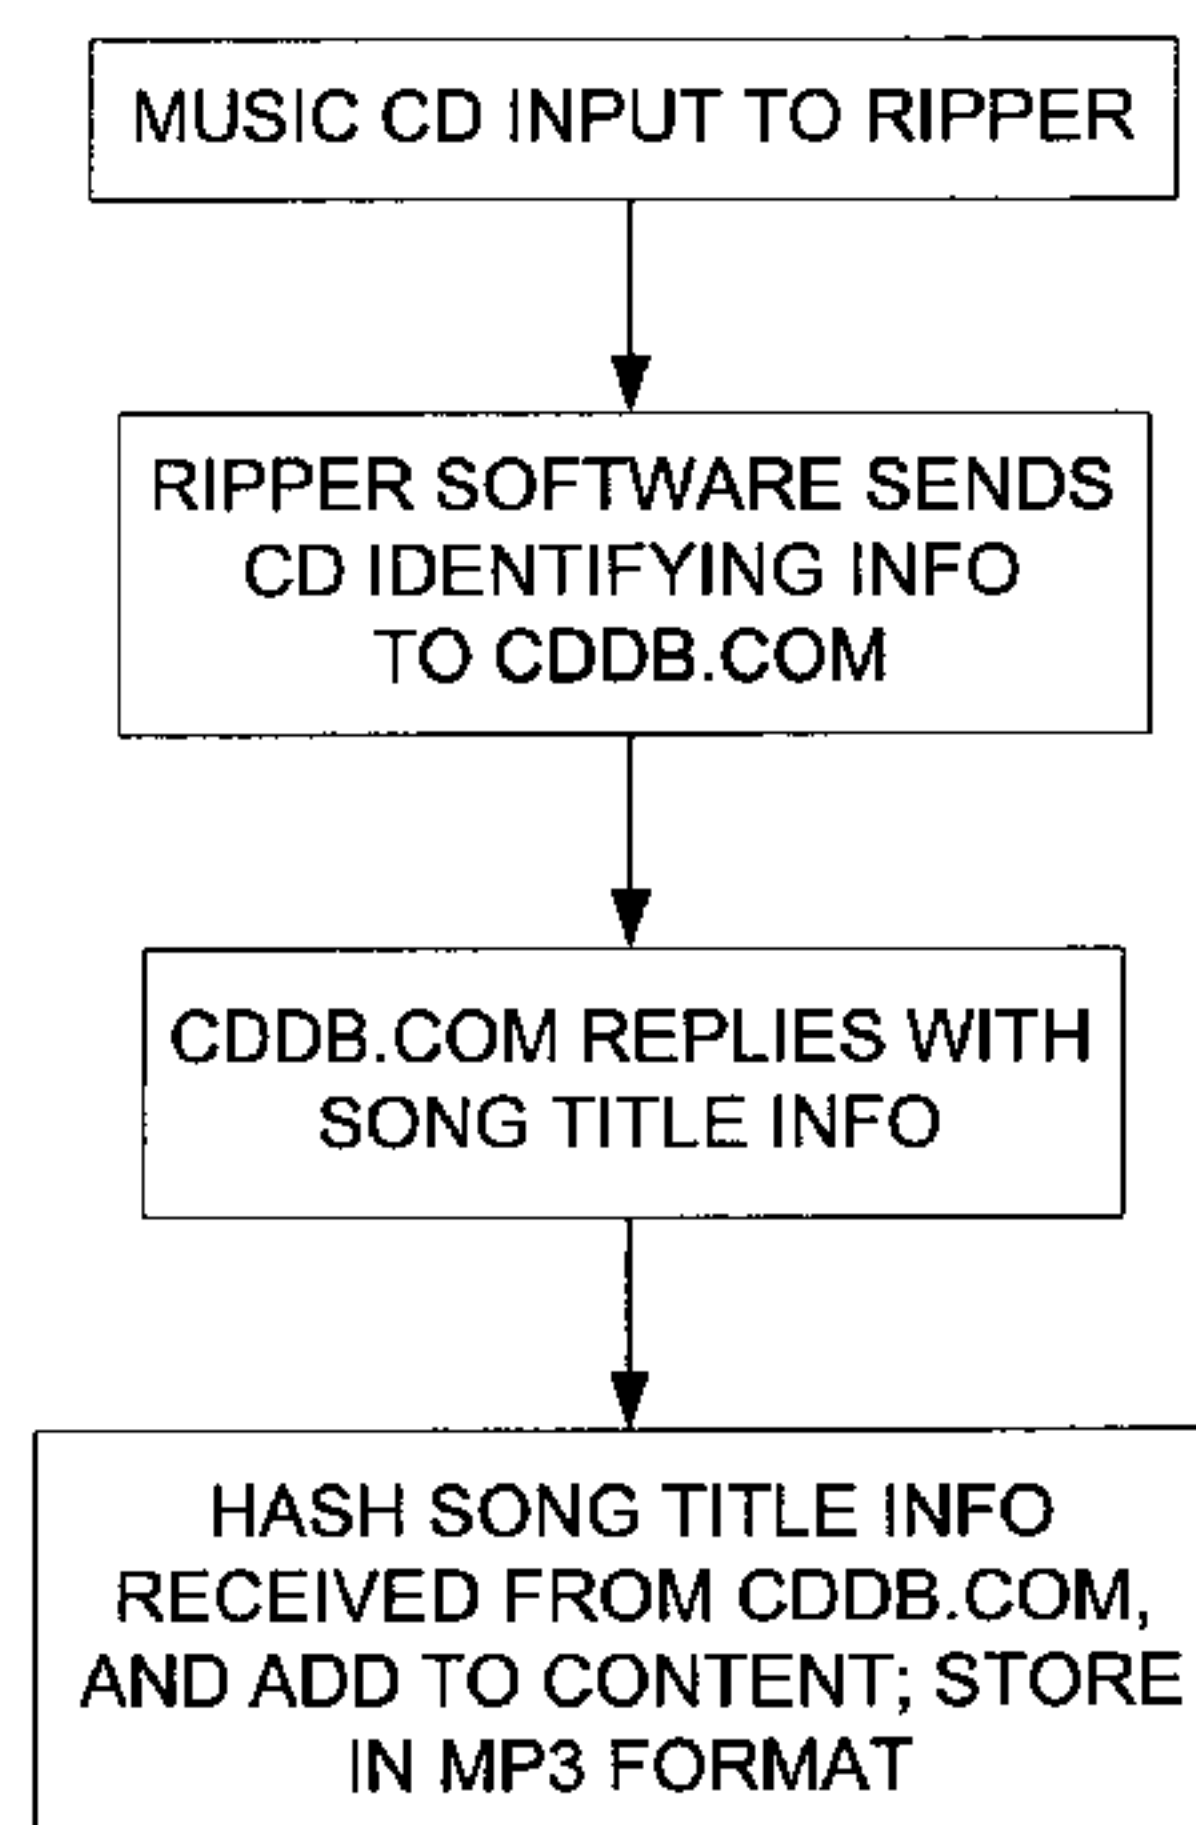 MUSIC CD INPUT TO RIPPER
RIPPER SOFTWARE SENDS
CD IDENTIFYING INFO
TO CDDB.COM
CDDB.COM REPLIES WITH
SONG TITLE INFO
HASH SONG TITLE INFO
RECEIVED FROM CDDB.COM,
AND ADD TO CONTENT; STORE
IN MP3 FORMAT